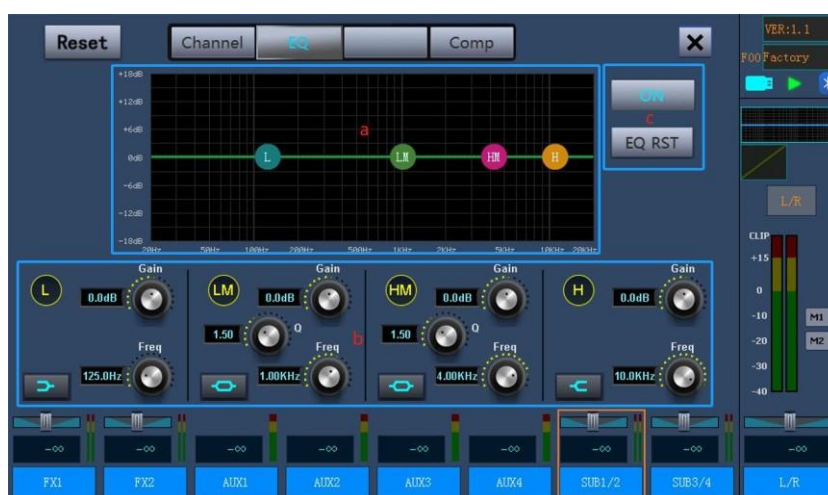 Reset
Channel
EQ
Comp
VER:1.1
F00Factory
+18dB
+12dB
+6dB
0dB
-6dB
-12dB
-18dB
20Hz 50Hz 100Hz 200Hz 500Hz 1KHz 2KHz 5KHz 10KHz 20KHz
a
L
LM
HM
H
ON
c
EQ RST
L/R
CLIP
+15
0
-10
-20
-30
-40
M1
M2
L
Gain
0.0dB
Freq
125.0Hz
LM
Gain
0.0dB
1.50
Q
Freq
1.00KHz
b
HM
Gain
0.0dB
1.50
Q
Freq
4.00KHz
H
Gain
0.0dB
Freq
10.0KHz
-∞ -∞ -∞ -∞ -∞ -∞ -∞ -∞ -∞
FX1 FX2 AUX1 AUX2 AUX3 AUX4 SUB1/2 SUB3/4 L/R